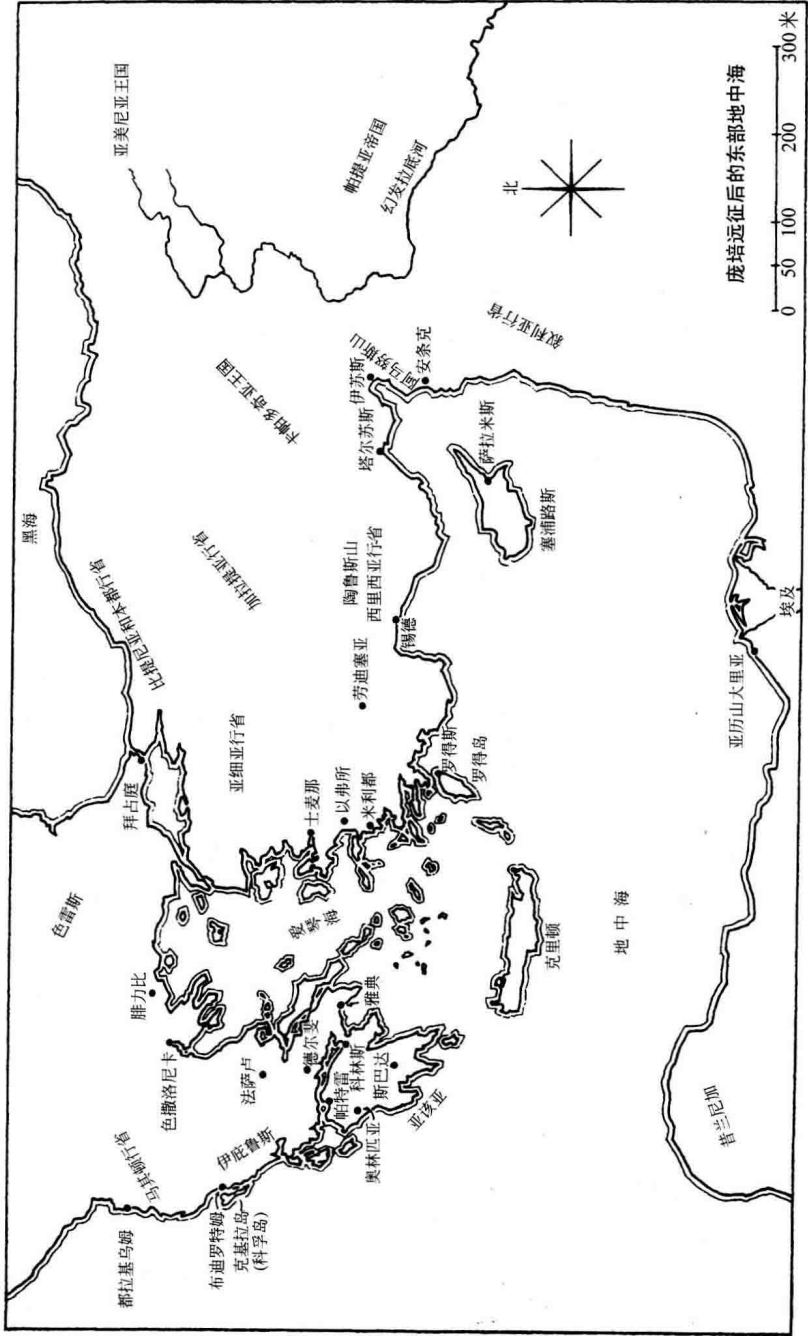 庞培远征后的东部地中海
0 50 100 200 300米
北
黑海
亚美尼亚王国
帕提亚帝国
幻发拉底河
卡帕多西亚王国
加拉提亚行省
比提尼亚和本都行省
拜占庭
色雷斯
亚细亚行省
腓力比
色撒洛尼卡
马其顿行省
都拉基乌姆
布迪罗特姆
克基拉岛
(科孚岛)
伊庇鲁斯
法萨卢
德尔斐
帕特雷
科林斯
雅典
斯巴达
奥林匹亚
亚该亚
爱琴海
士麦那
以弗所
米利都
劳迪塞亚
罗得斯
罗得岛
陶鲁斯山
西里西亚行省
锡德
塔尔苏斯
伊苏斯
阿马努斯山
安条克
叙利亚行省
萨拉米斯
塞浦路斯
克里顿
地中海
昔兰尼加
亚历山大里亚
埃及